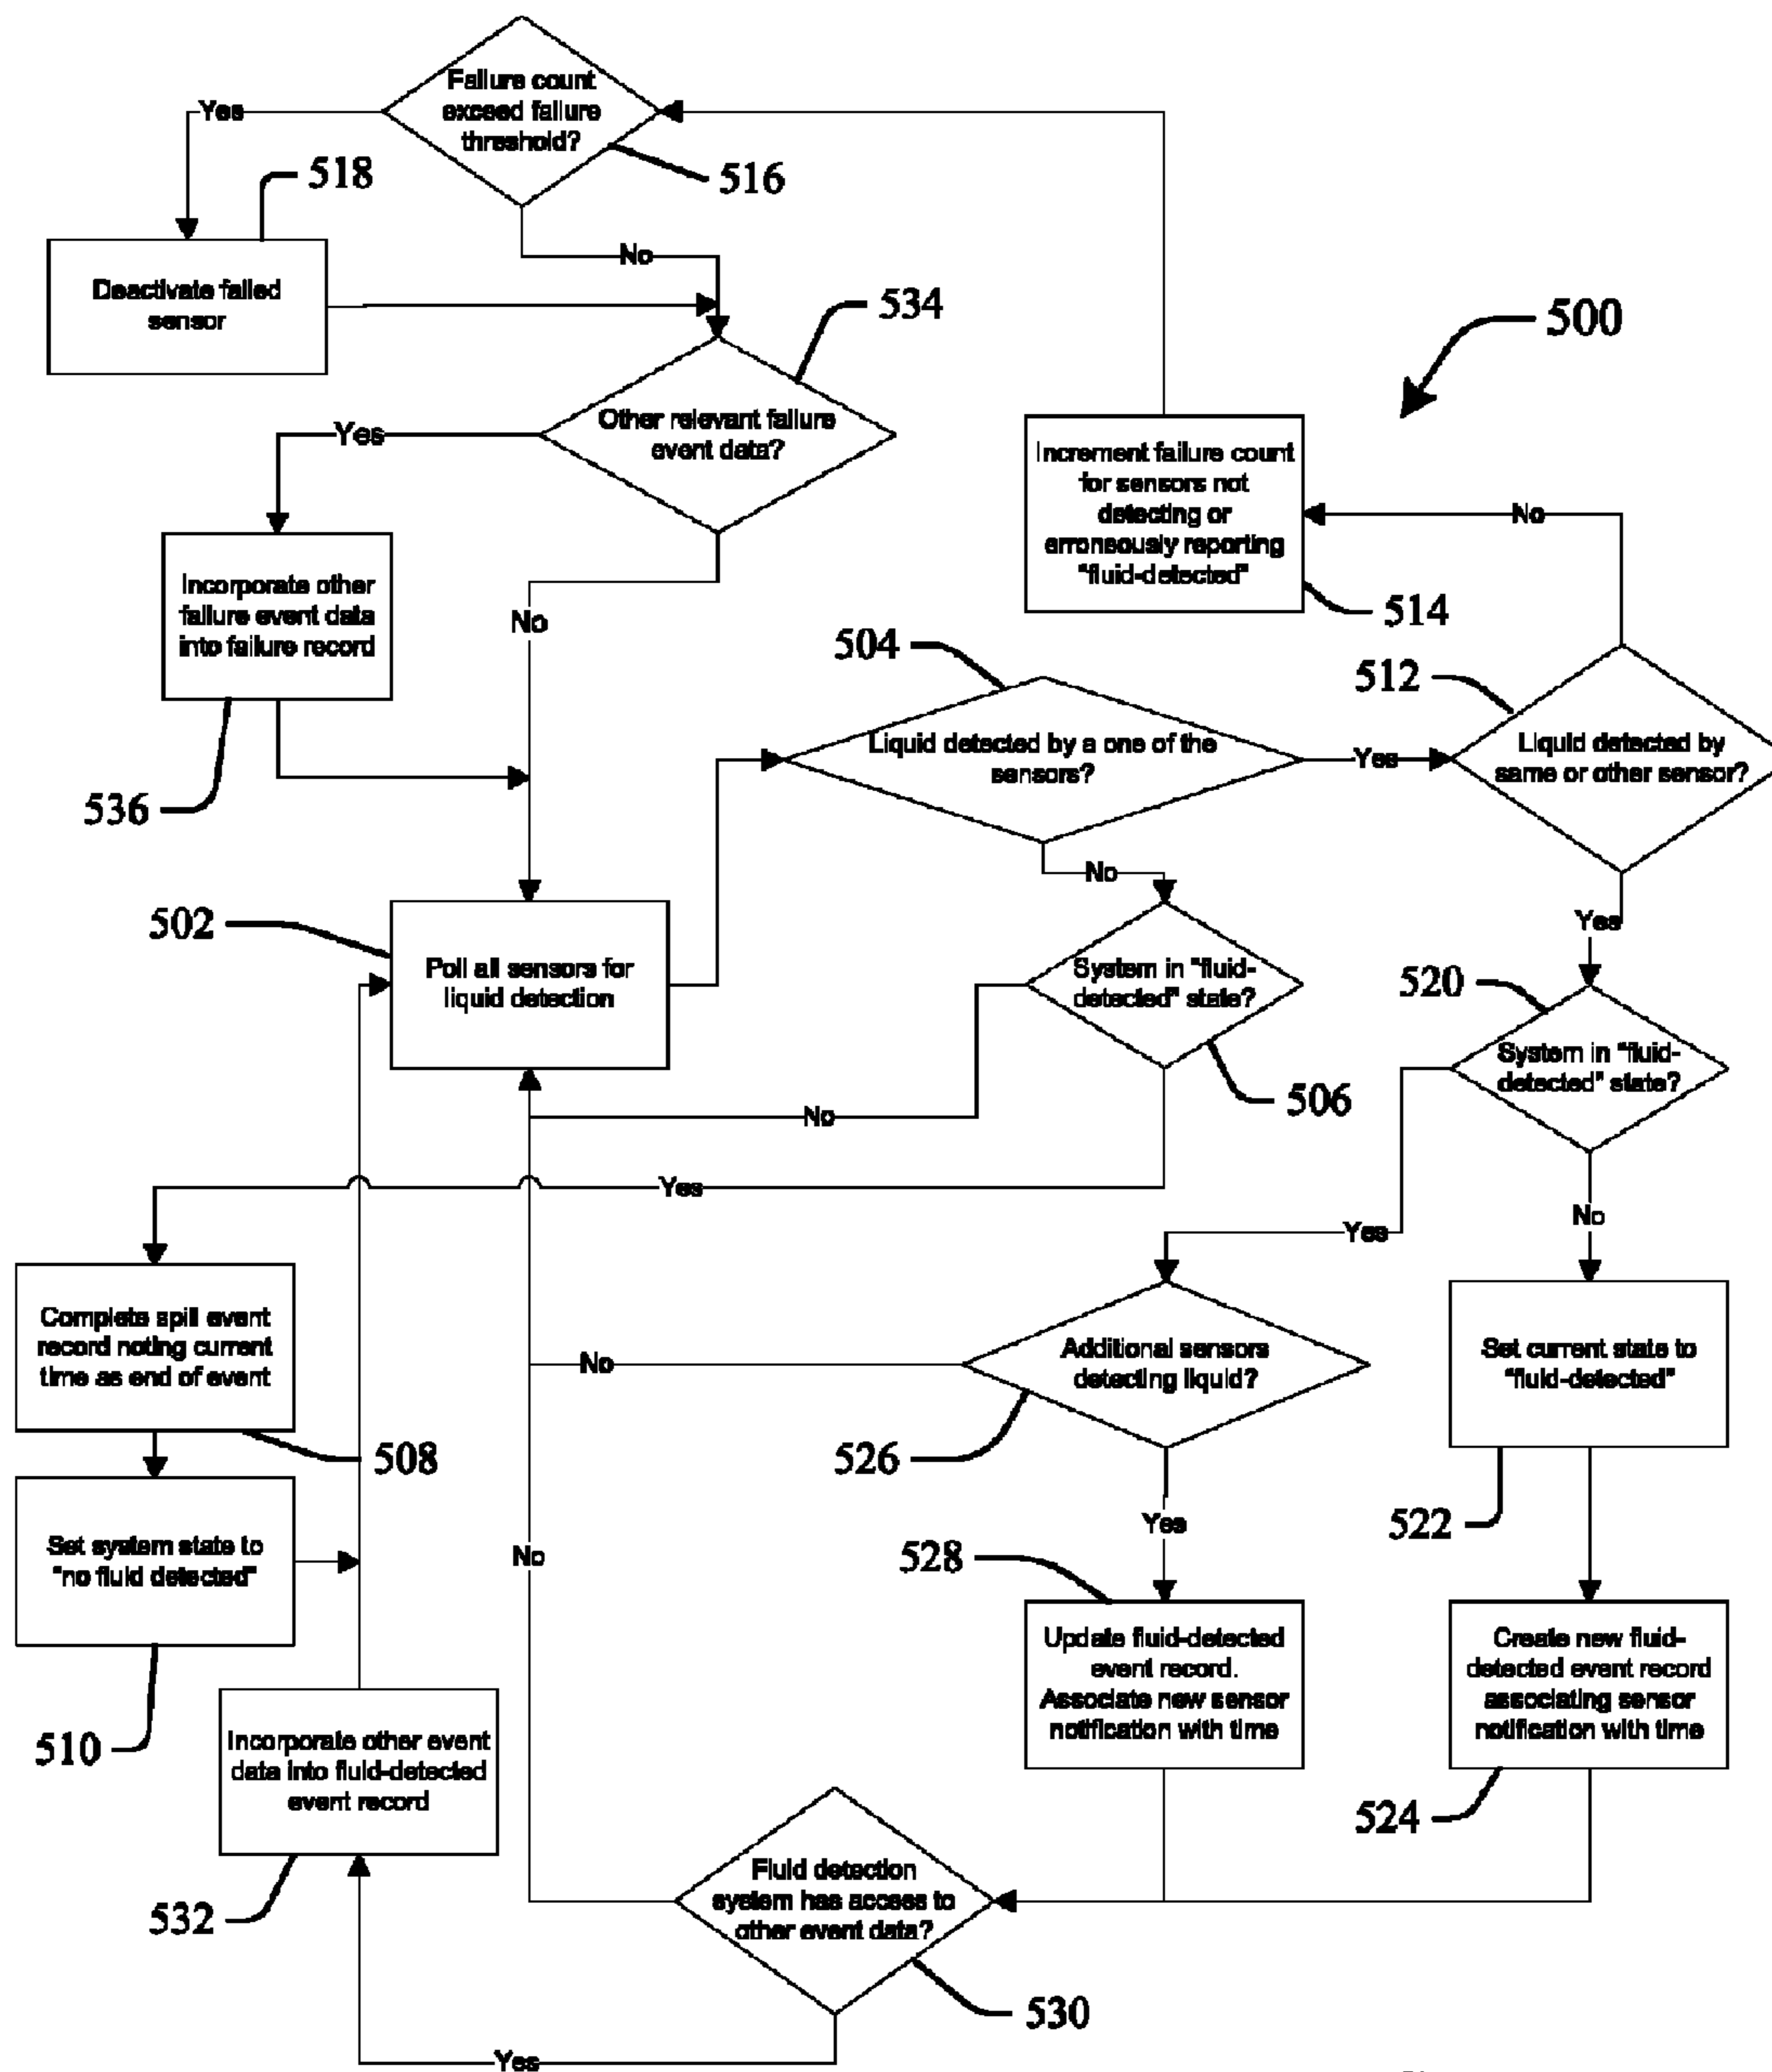 Failure count
exceed failure
threshold?
Yes
516
518
No
Deactivate failed
sensor
534
500
Other relevant failure
event data?
Yes
Increment failure count
for sensors not
detecting or
erroneously reporting
"fluid-detected"
No
514
Incorporate other
failure event data
into failure record
No
536
504
512
Liquid detected by a one of the
sensors?
Yes
Liquid detected by
same or other sensor?
No
Yes
502
Poll all sensors for
liquid detection
System in "fluid-
detected" state?
506
No
520
System in "fluid-
detected" state?
Yes
Yes
No
Complete spill event
record noting current
time as end of event
508
No
Additional sensors
detecting liquid?
526
Set current state to
"fluid-detected"
522
Set system state to
"no fluid detected"
510
No
Yes
528
Update fluid-detected
event record.
Associate new sensor
notification with time
Create new fluid-
detected event record
associating sensor
notification with time
524
Incorporate other event
data into fluid-detected
event record
532
Fluid detection
system has access to
other event data?
530
Yes